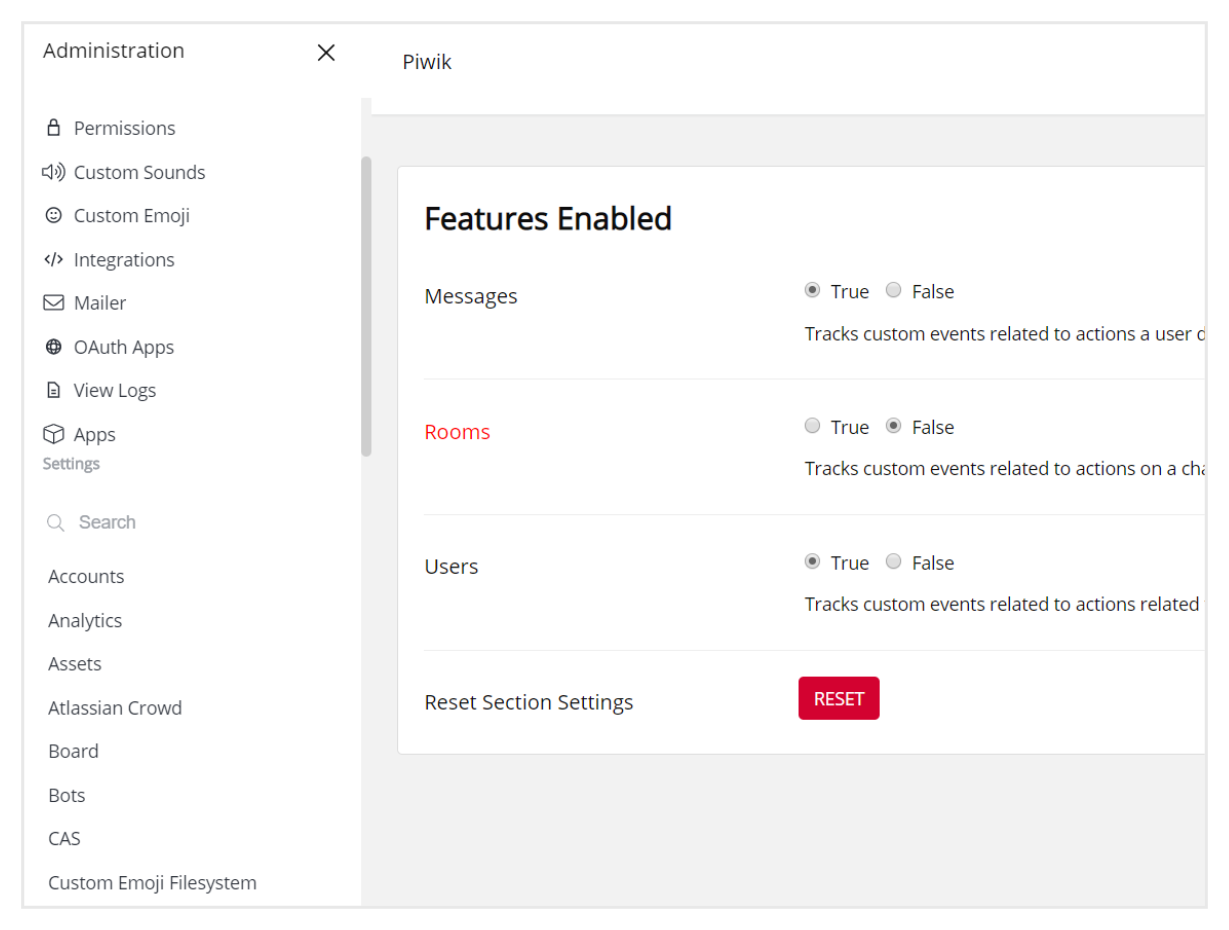 Administration
Permissions
Custom Sounds
Custom Emoji
Integrations
Mailer
OAuth Apps
View Logs
Apps
Settings
Search
Accounts
Analytics
Assets
Atlassian Crowd
Board
Bots
CAS
Custom Emoji Filesystem
Piwik
Features Enabled
Messages
True False
Tracks custom events related to actions a user
Rooms
True False
Tracks custom events related to actions on a
Users
True False
Tracks custom events related to actions related
Reset Section Settings
RESET